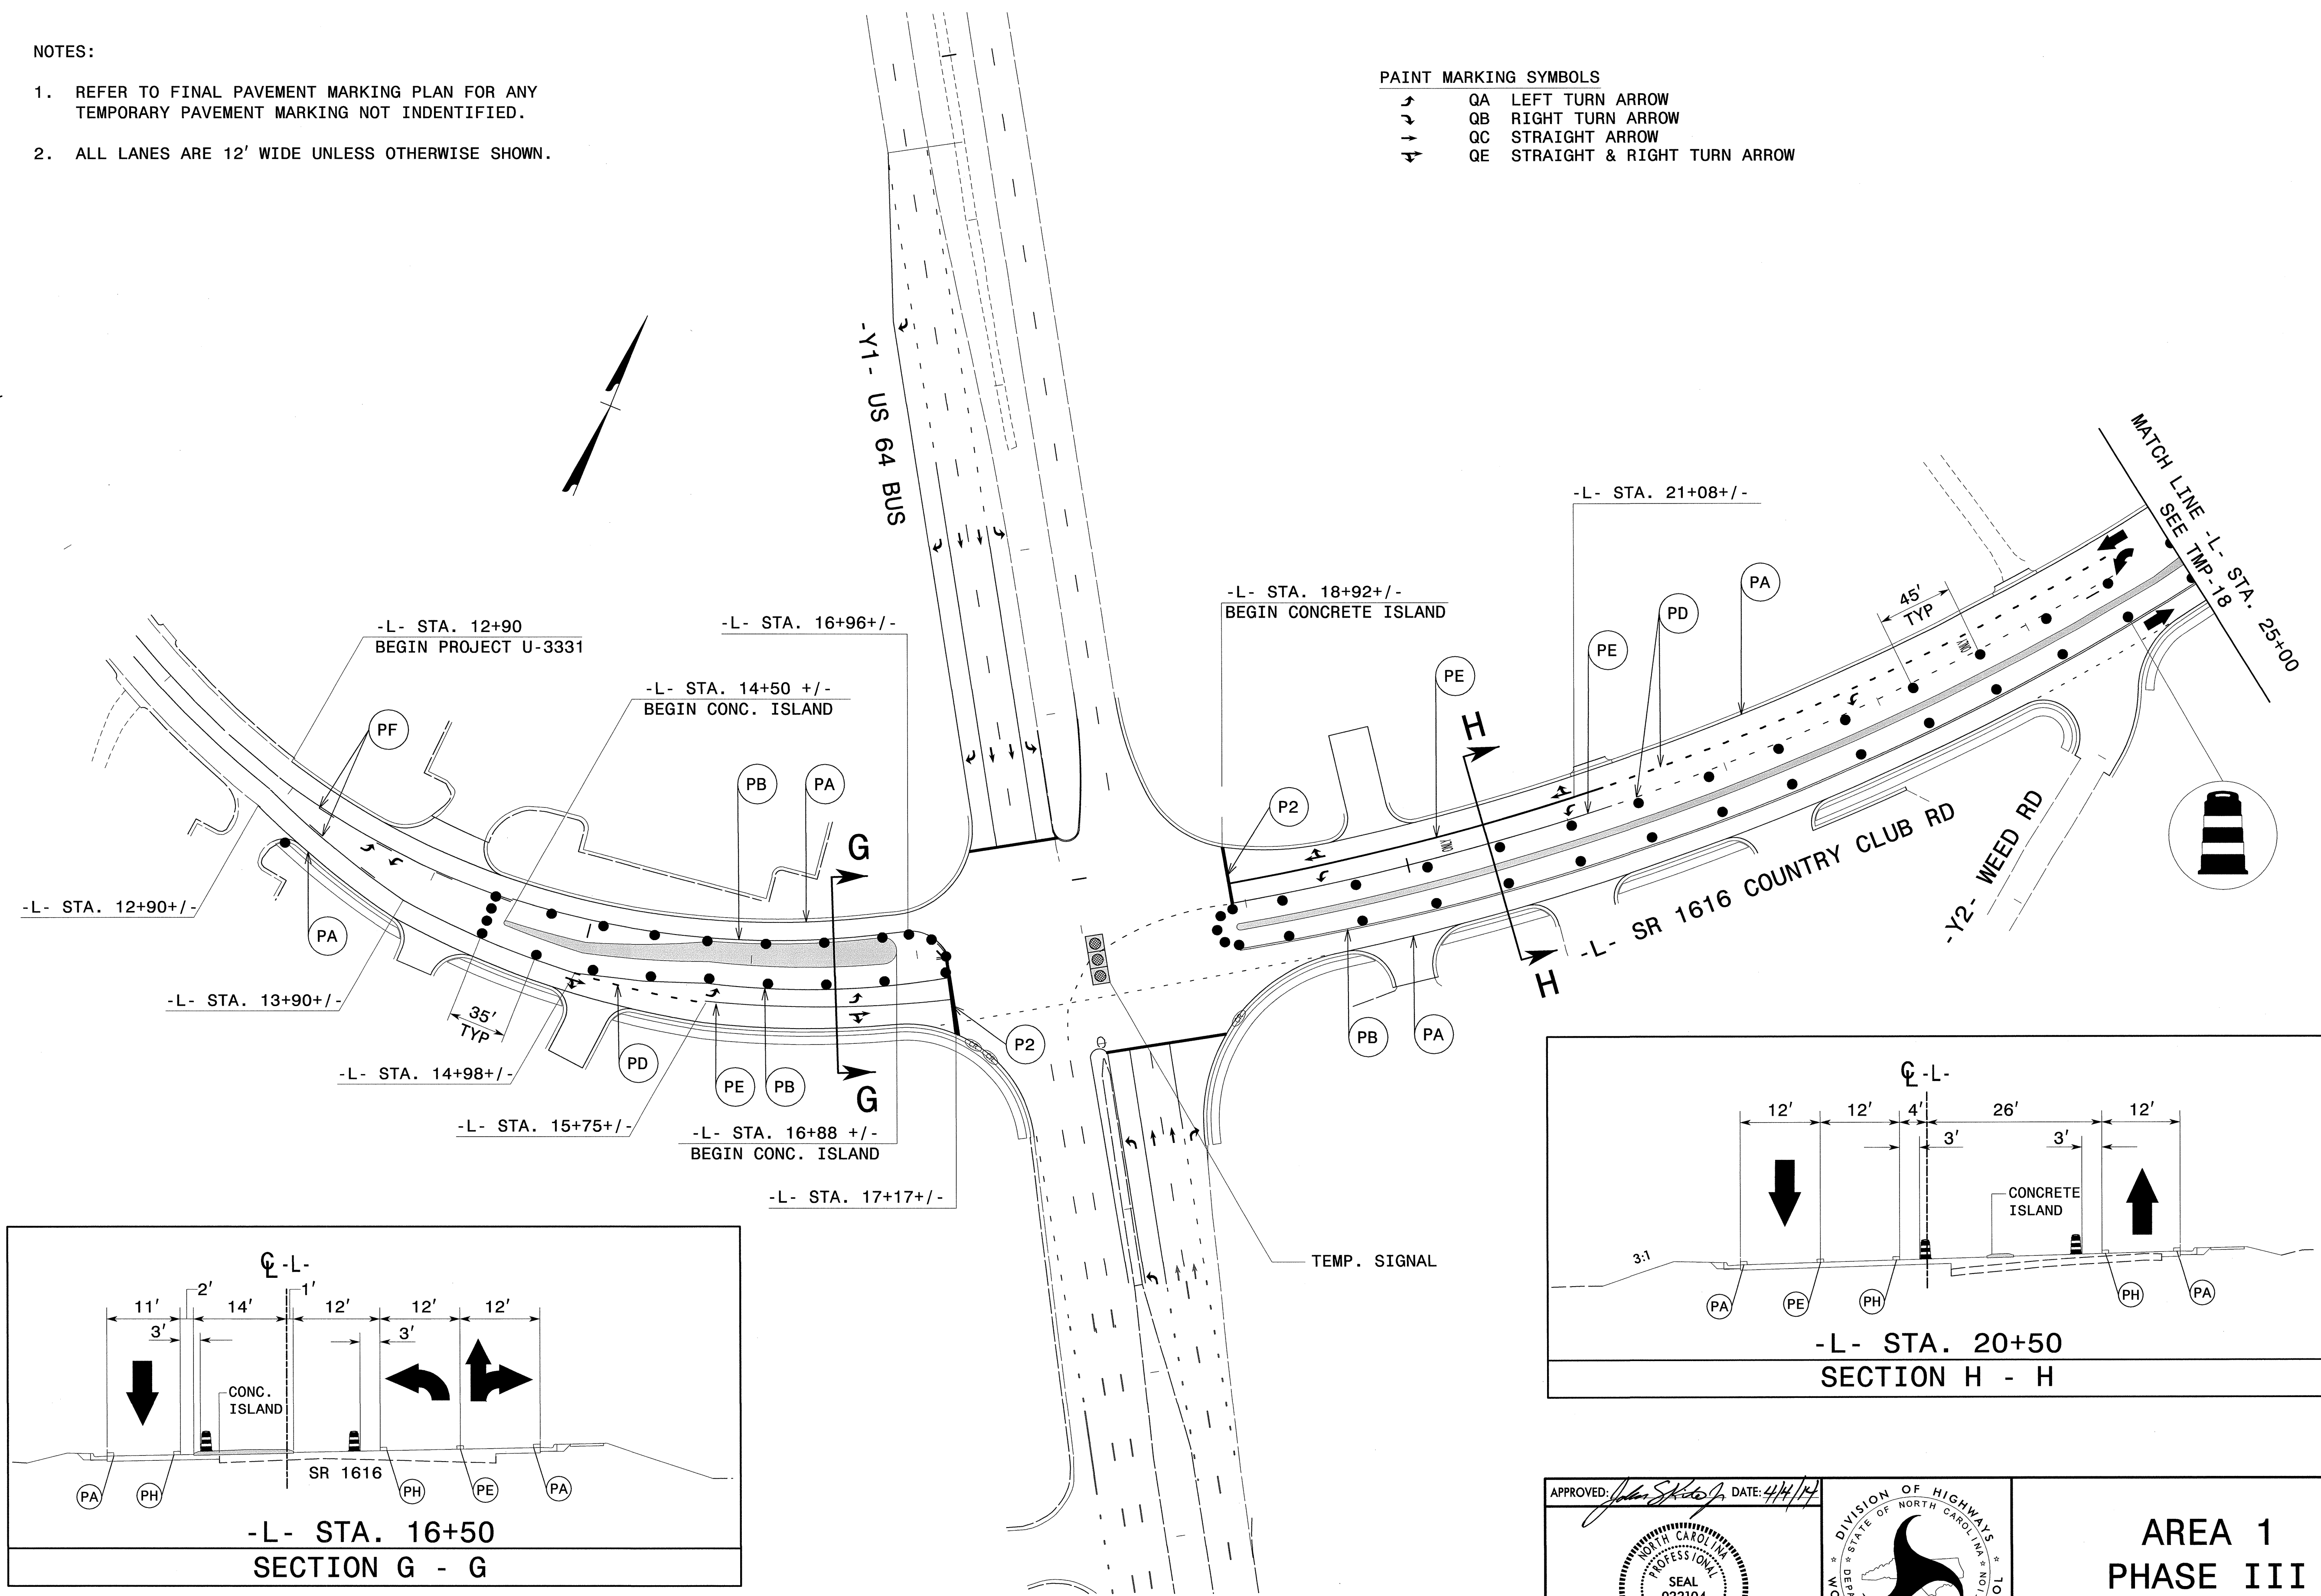 NOTES:
1. REFER TO FINAL PAVEMENT MARKING PLAN FOR ANY
TEMPORARY PAVEMENT MARKING NOT INDENTIFIED.
2. ALL LANES ARE 12' WIDE UNLESS OTHERWISE SHOWN.
PAINT MARKING SYMBOLS
QA LEFT TURN ARROW
QB RIGHT TURN ARROW
QC STRAIGHT ARROW
QE STRAIGHT & RIGHT TURN ARROW
-Y1- US 64 BUS
MATCH LINE -L- STA. 25+00
SEE TMP-18
-L- STA. 21+08+/-
-L- STA. 18+92+/-
BEGIN CONCRETE ISLAND
PA
PD
PE
PE
45'
TYP
ONLY
ONLY
H
P2
-L- STA. 12+90
BEGIN PROJECT U-3331
-L- STA. 16+96+/-
-L- STA. 14+50 +/-
BEGIN CONC. ISLAND
PF
PB
PA
G
-L- STA. 12+90+/-
PA
-L- STA. 13+90+/-
35'
TYP
-L- STA. 14+98+/-
PD
PE
PB
G
P2
-L- STA. 15+75+/-
-L- STA. 16+88 +/-
BEGIN CONC. ISLAND
-L- STA. 17+17+/-
H
-L- SR 1616 COUNTRY CLUB RD
-Y2- WEED RD
PB
PA
TEMP. SIGNAL
℄ -L-
2'
1'
11'
14'
12'
12'
12'
3'
3'
CONC.
ISLAND
SR 1616
PA
PH
PH
PE
PA
-L- STA. 16+50
SECTION G - G
℄ -L-
12'
12'
4'
26'
12'
3'
3'
CONCRETE
ISLAND
3:1
PA
PE
PH
PH
PA
-L- STA. 20+50
SECTION H - H
APPROVED:
DATE: 4/4/14
NORTH CAROLINA
PROFESSIONAL
SEAL
DIVISION OF HIGHWAYS
STATE OF NORTH CAROLINA
AREA 1
PHASE III